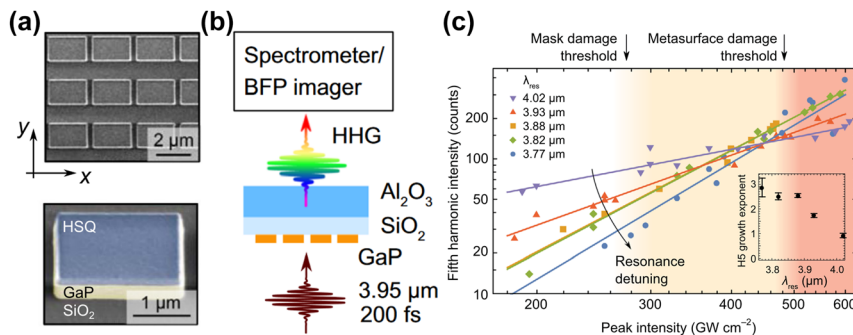 (a)
y
x
2 μm
HSQ
GaP
SiO₂
1 μm
(b)
Spectrometer/
BFP imager
HHG
Al₂O₃
SiO₂
GaP
3.95 μm
200 fs
(c)
Mask damage
threshold
Metasurface damage
threshold
Fifth harmonic intensity (counts)
200
100
50
20
10
λres
4.02 μm
3.93 μm
3.88 μm
3.82 μm
3.77 μm
Resonance
detuning
H5 growth exponent
3
2
1
0
3.8
3.9
4.0
λres (μm)
200
300
400
500
600
Peak intensity (GW cm⁻²)